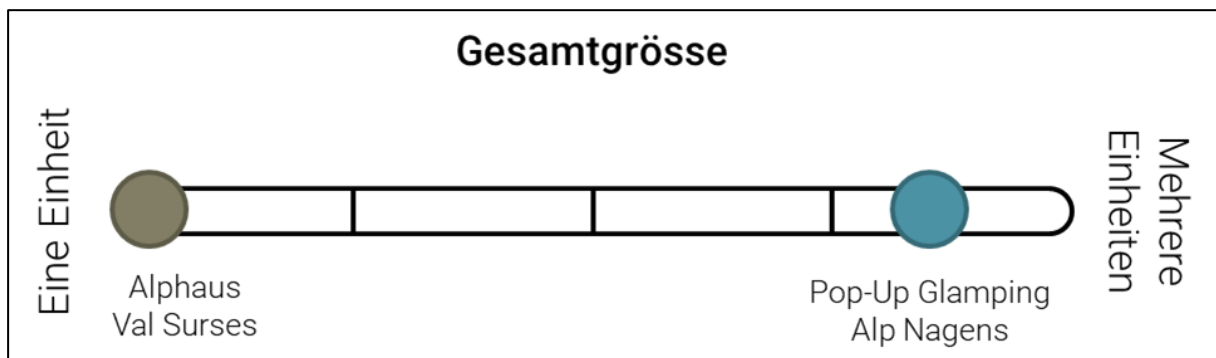 Gesamtgrösse
Eine Einheit
Mehrere
Einheiten
Alphaus
Val Surses
Pop-Up Glamping
Alp Nagens